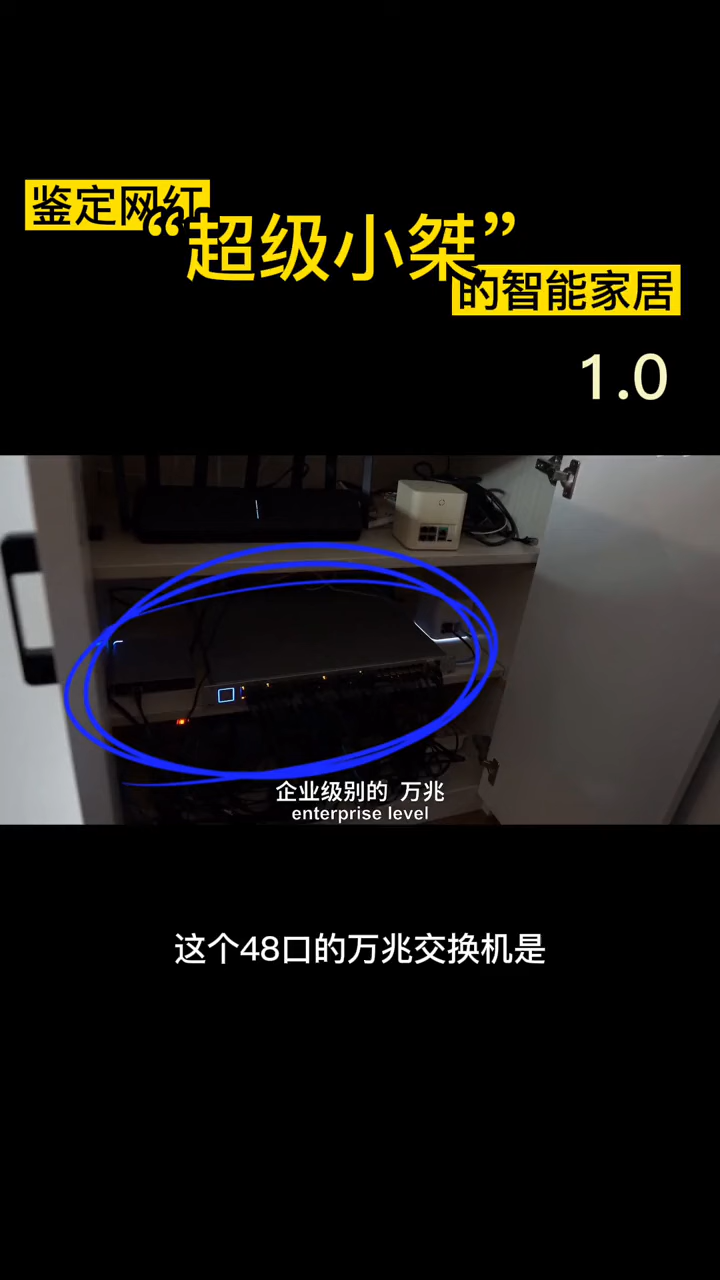 鉴定网红
“超级小桀”
的智能家居
1.0
企业级别的 万兆
enterprise level
这个48口的万兆交换机是